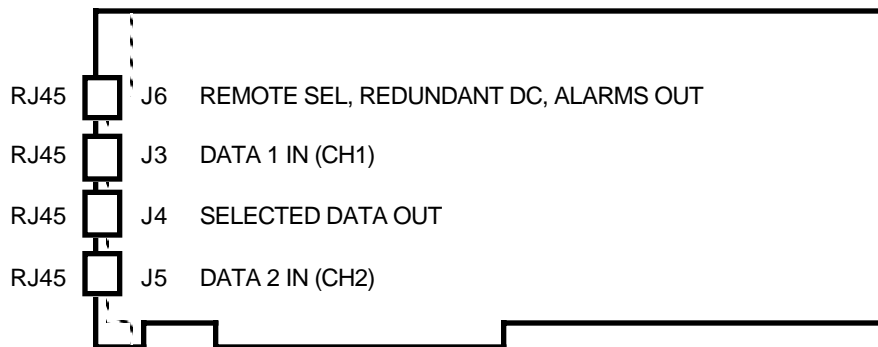 RJ45 J6 REMOTE SEL, REDUNDANT DC, ALARMS OUT
RJ45 J3 DATA 1 IN (CH1)
RJ45 J4 SELECTED DATA OUT
RJ45 J5 DATA 2 IN (CH2)